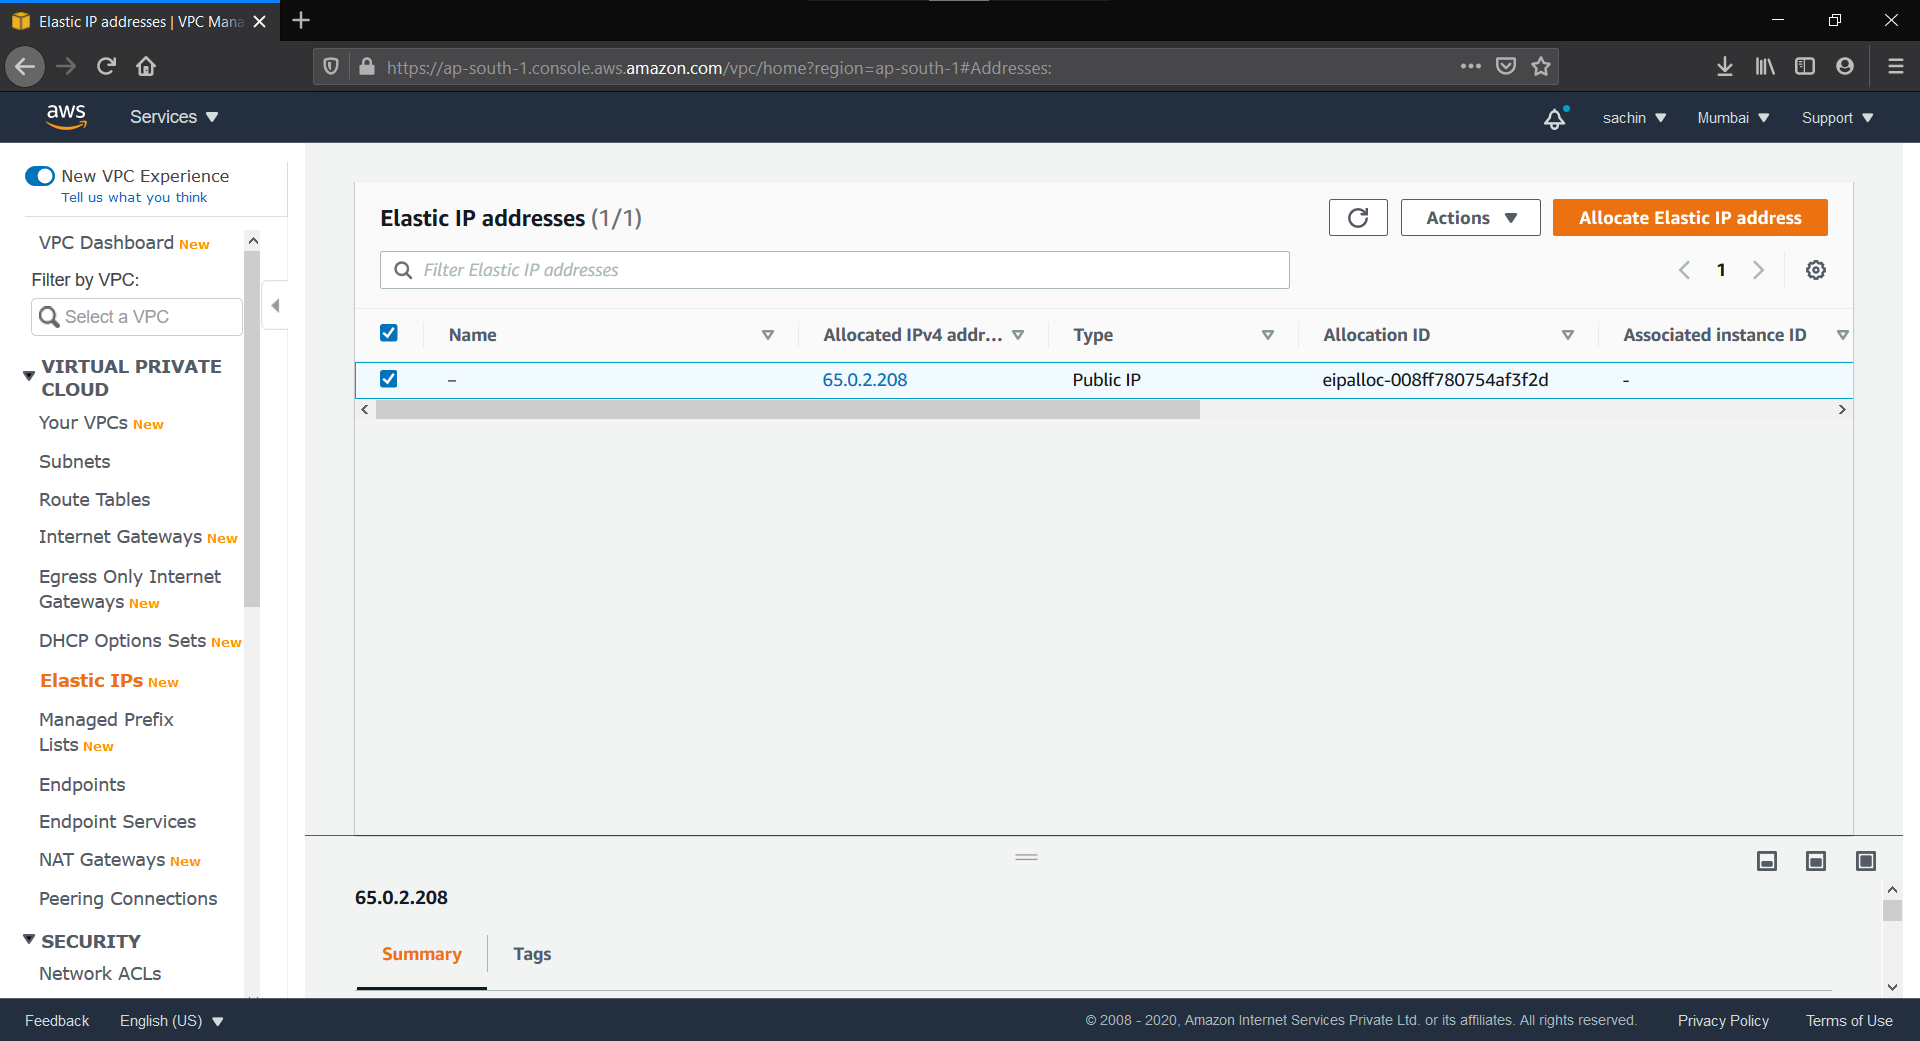 Elastic IP addresses | VPC Mana
https://ap-south-1.console.aws.amazon.com/vpc/home?region=ap-south-1#Addresses:
aws
Services
sachin
Mumbai
Support
New VPC Experience
Tell us what you think
VPC Dashboard New
Filter by VPC:
Select a VPC
VIRTUAL PRIVATE
CLOUD
Your VPCs New
Subnets
Route Tables
Internet Gateways New
Egress Only Internet
Gateways New
DHCP Options Sets New
Elastic IPs New
Managed Prefix
Lists New
Endpoints
Endpoint Services
NAT Gateways New
Peering Connections
SECURITY
Network ACLs
Elastic IP addresses (1/1)
Actions
Allocate Elastic IP address
Filter Elastic IP addresses
1
Name
Allocated IPv4 addr...
Type
Allocation ID
Associated instance ID
–
65.0.2.208
Public IP
eipalloc-008ff780754af3f2d
-
65.0.2.208
Summary
Tags
Feedback
English (US)
© 2008 - 2020, Amazon Internet Services Private Ltd. or its affiliates. All rights reserved.
Privacy Policy
Terms of Use